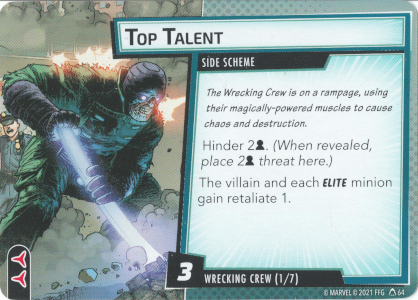 TOP TALENT
SIDE SCHEME
The Wrecking Crew is on a rampage, using
their magically-powered muscles to cause
chaos and destruction.
Hinder 2. (When revealed,
place 2 threat here.)
The villain and each ELITE minion
gain retaliate 1.
3
WRECKING CREW (1/7)
© MARVEL © 2021 FFG 64